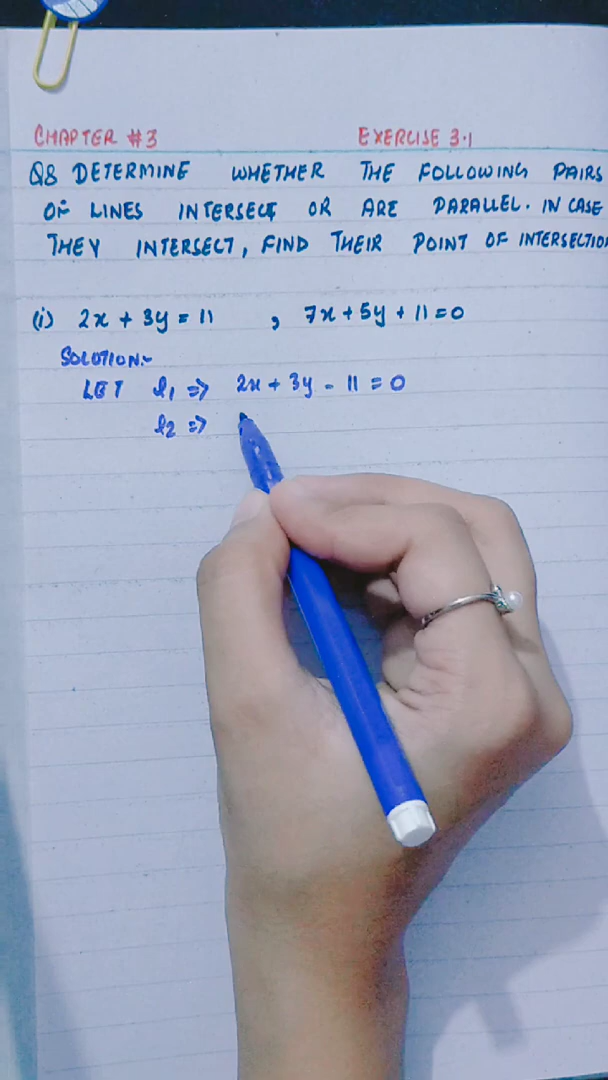 CHAPTER #3 EXERCISE 3.1
Q8 DETERMINE WHETHER THE FOLLOWING PAIRS
OF LINES INTERSECT OR ARE PARALLEL. IN CASE
THEY INTERSECT, FIND THEIR POINT OF INTERSECTIO
(i) 2x + 3y = 11 , 7x + 5y + 11 = 0
SOLUTION:-
LET l1 => 2x + 3y - 11 = 0
l2 =>